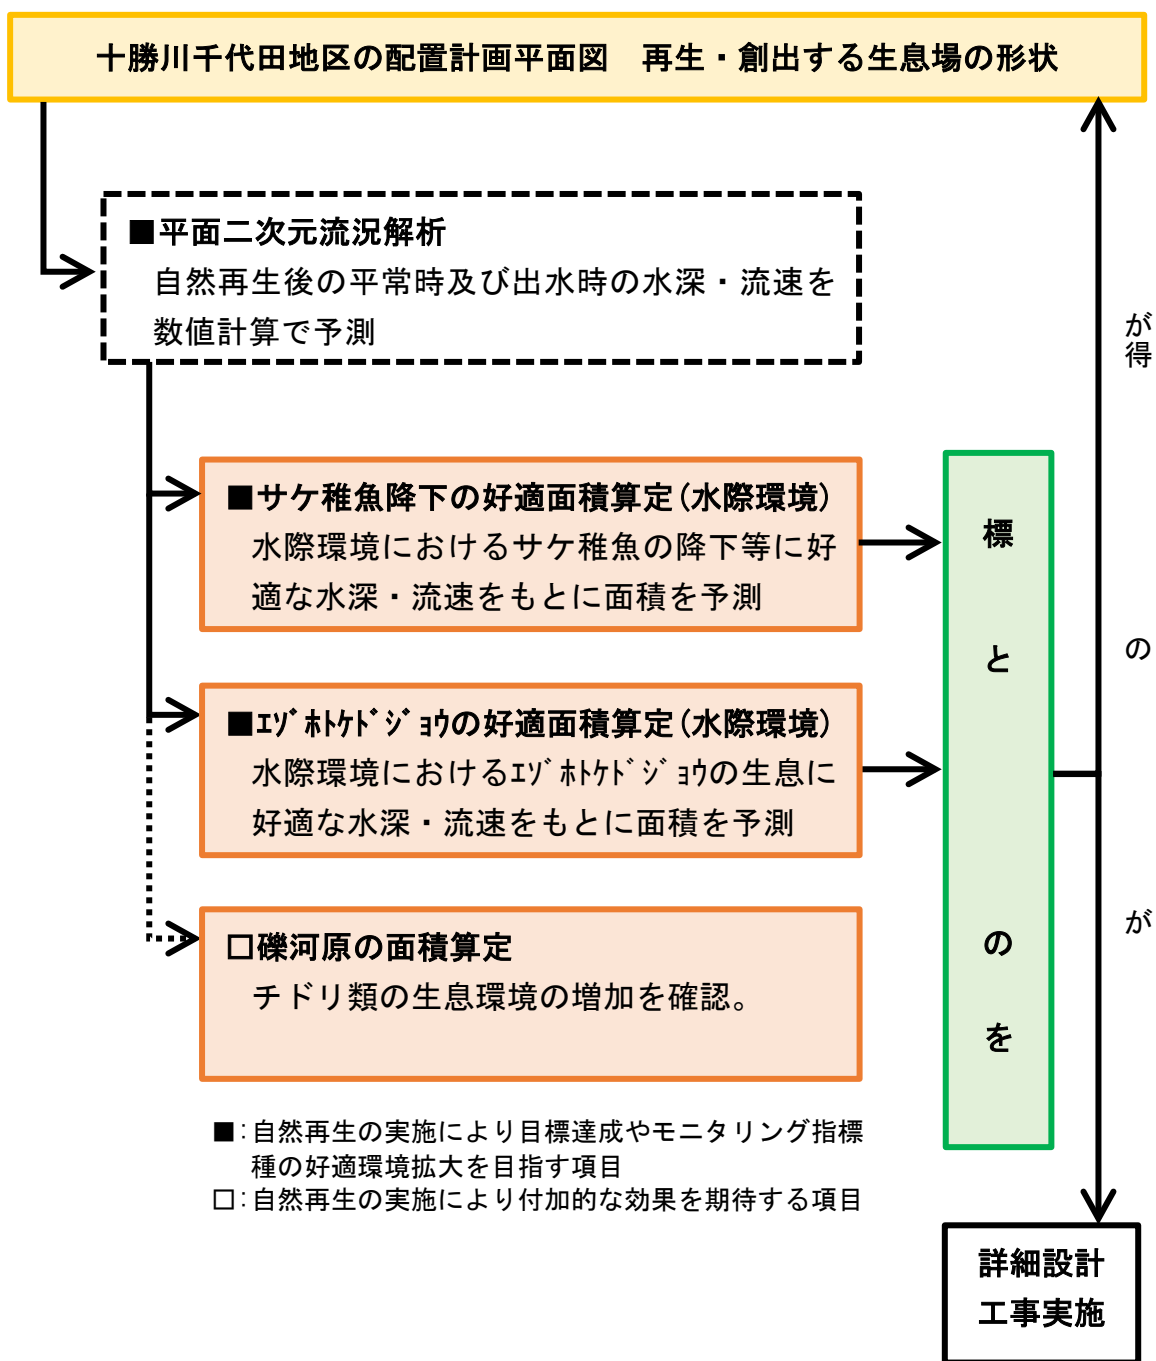 十勝川千代田地区の配置計画平面図　再生・創出する生息場の形状
■平面二次元流況解析
自然再生後の平常時及び出水時の水深・流速を
数値計算で予測
■サケ稚魚降下の好適面積算定(水際環境)
水際環境におけるサケ稚魚の降下等に好
適な水深・流速をもとに面積を予測
■ｴｿﾞﾎﾄｹﾄﾞｼﾞｮｳの好適面積算定(水際環境)
水際環境におけるｴｿﾞﾎﾄｹﾄﾞｼﾞｮｳの生息に
好適な水深・流速をもとに面積を予測
□礫河原の面積算定
チドリ類の生息環境の増加を確認。
■:自然再生の実施により目標達成やモニタリング指標
種の好適環境拡大を目指す項目
□:自然再生の実施により付加的な効果を期待する項目
標とのを
が得
の
が
詳細設計
工事実施